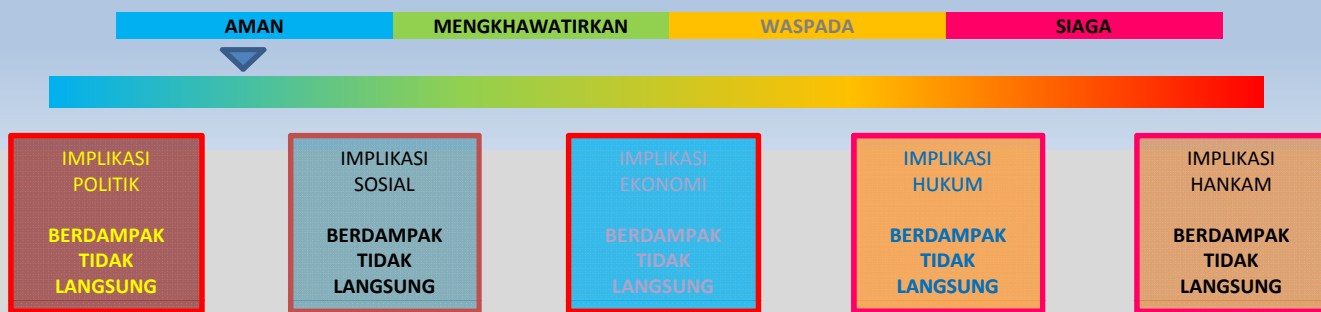 AMAN MENGKHAWATIRKAN WASPADA SIAGA
IMPLIKASI
POLITIK
BERDAMPAK
TIDAK
LANGSUNG
IMPLIKASI
SOSIAL
BERDAMPAK
TIDAK
LANGSUNG
IMPLIKASI
EKONOMI
BERDAMPAK
TIDAK
LANGSUNG
IMPLIKASI
HUKUM
BERDAMPAK
TIDAK
LANGSUNG
IMPLIKASI
HANKAM
BERDAMPAK
TIDAK
LANGSUNG